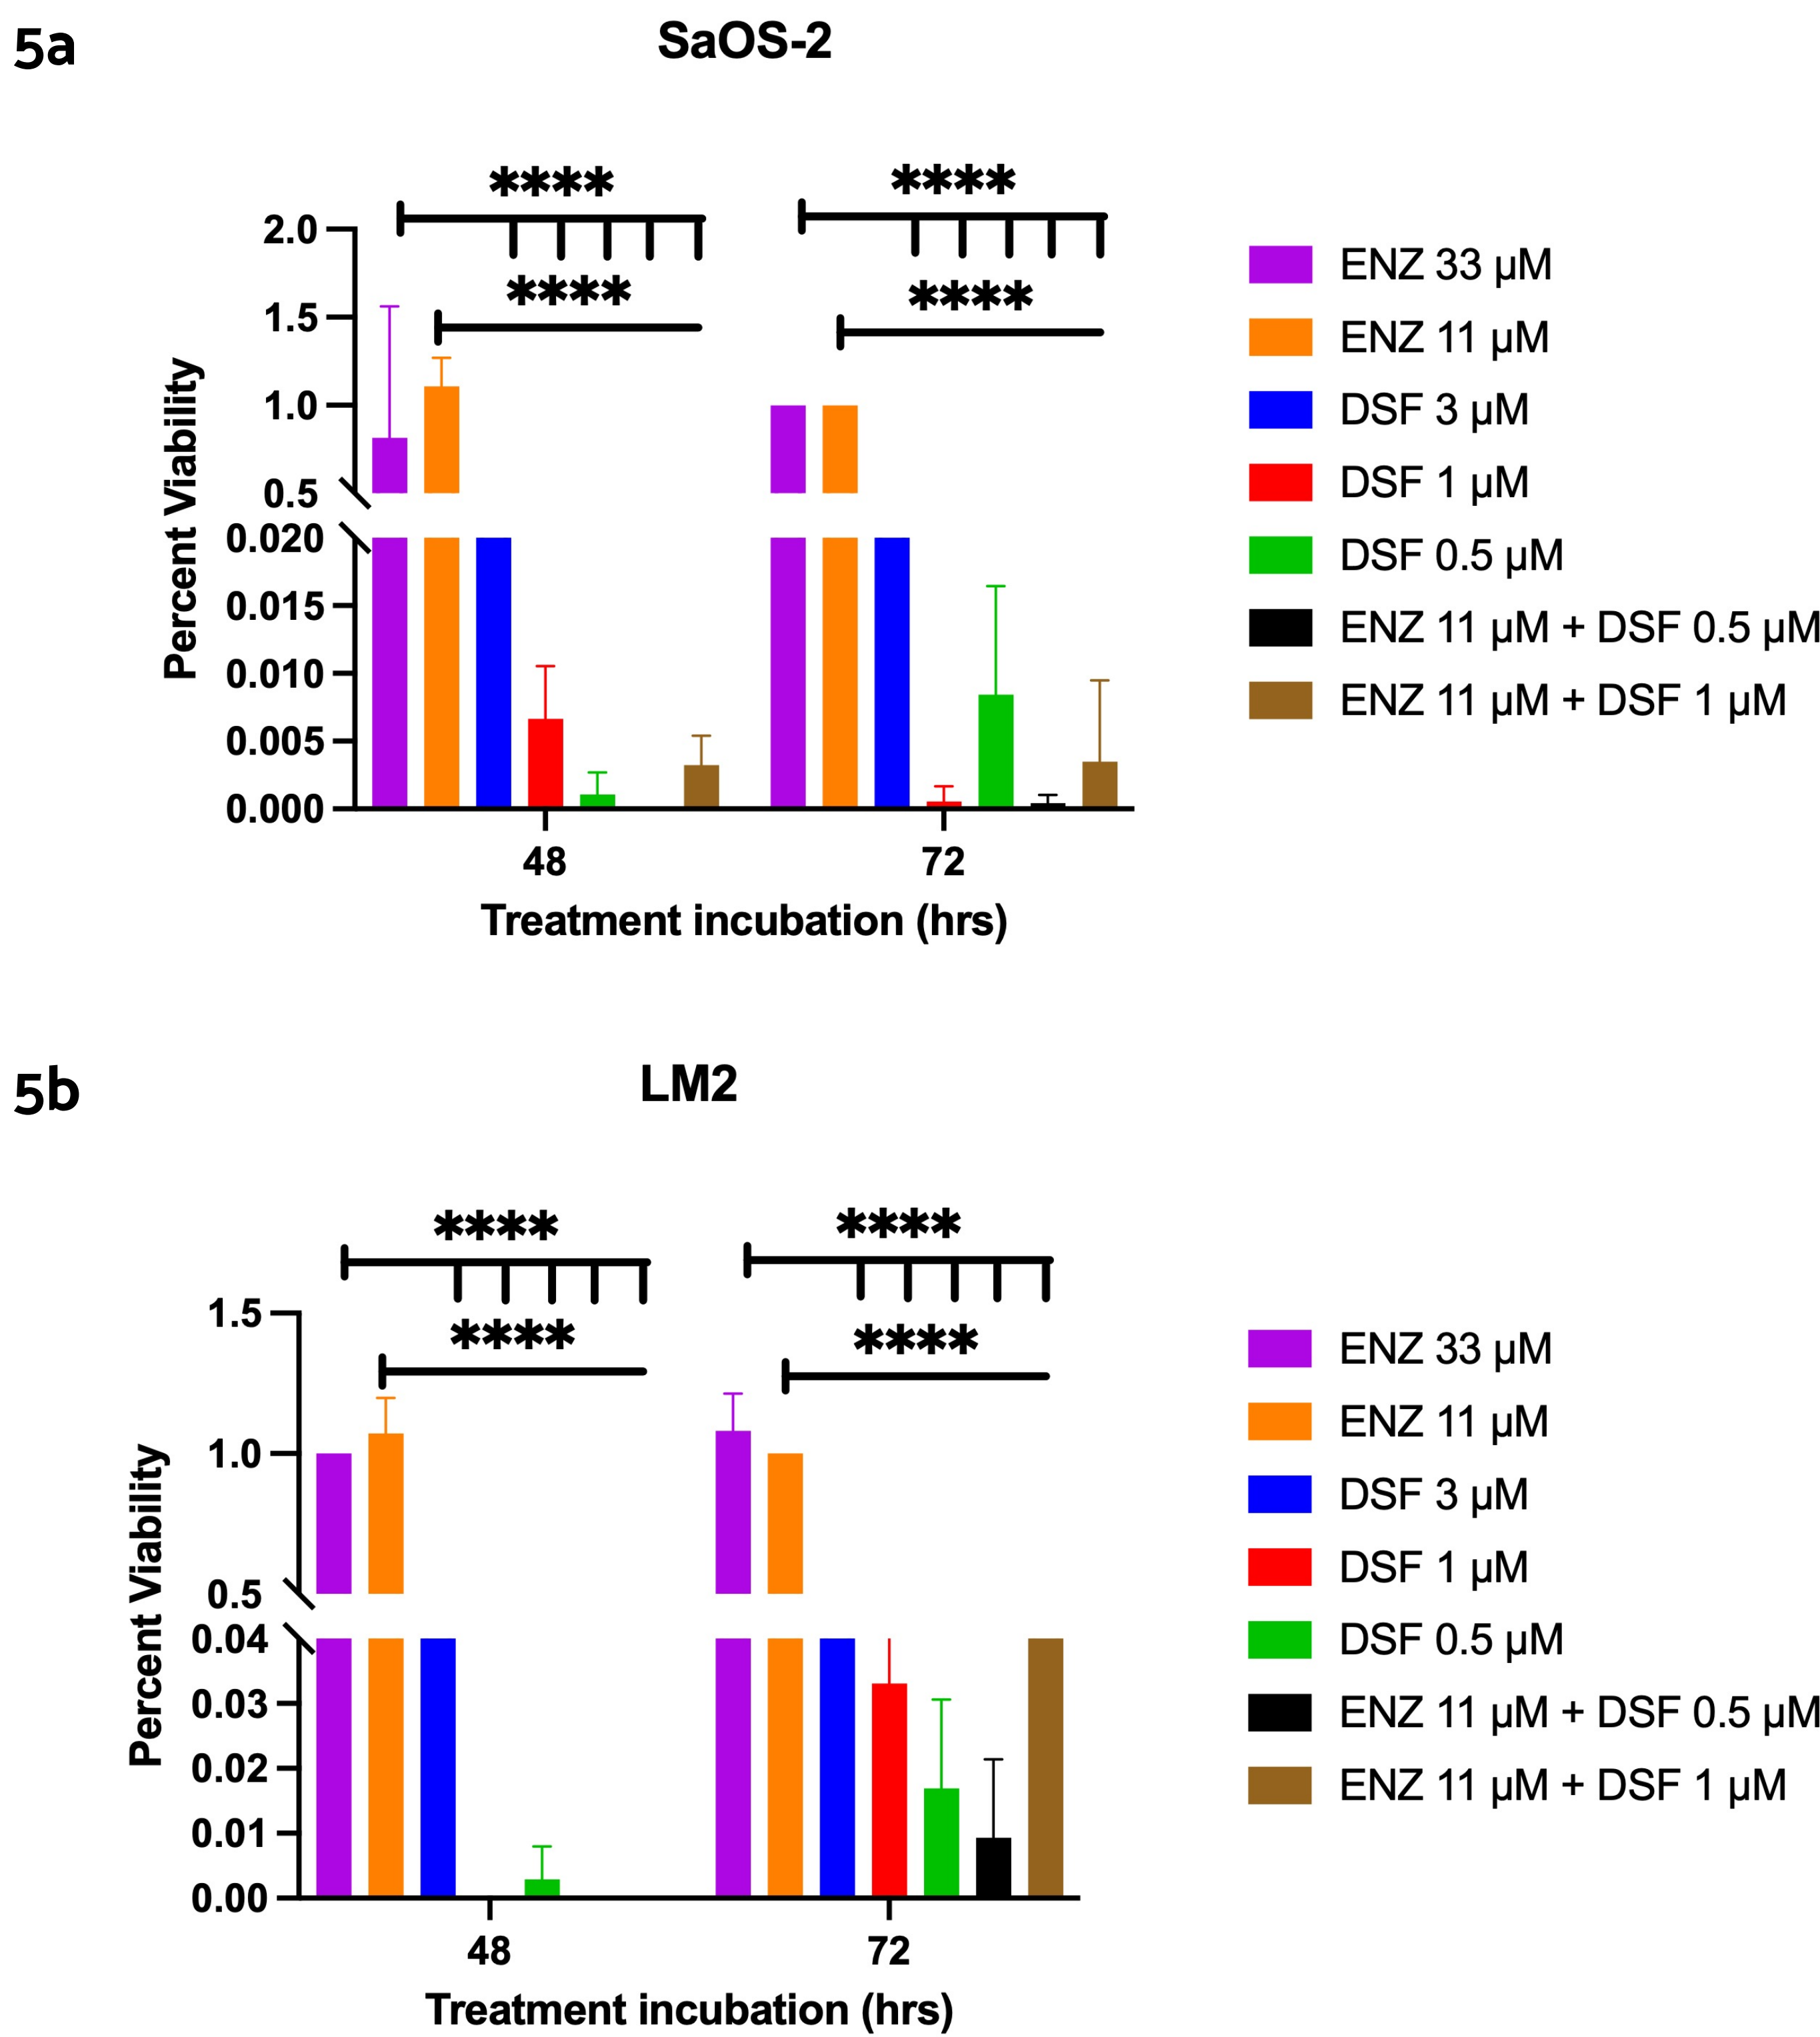 5a
SaOS-2
**** ****
**** ****
2.0
1.5
1.0
0.5
0.020
0.015
0.010
0.005
0.000
Percent Viability
48 72
Treatment incubation (hrs)
ENZ 33 µM
ENZ 11 µM
DSF 3 µM
DSF 1 µM
DSF 0.5 µM
ENZ 11 µM + DSF 0.5 µM
ENZ 11 µM + DSF 1 µM
5b
LM2
**** ****
**** ****
1.5
1.0
0.5
0.04
0.03
0.02
0.01
0.00
Percent Viability
48 72
Treatment incubation (hrs)
ENZ 33 µM
ENZ 11 µM
DSF 3 µM
DSF 1 µM
DSF 0.5 µM
ENZ 11 µM + DSF 0.5 µM
ENZ 11 µM + DSF 1 µM